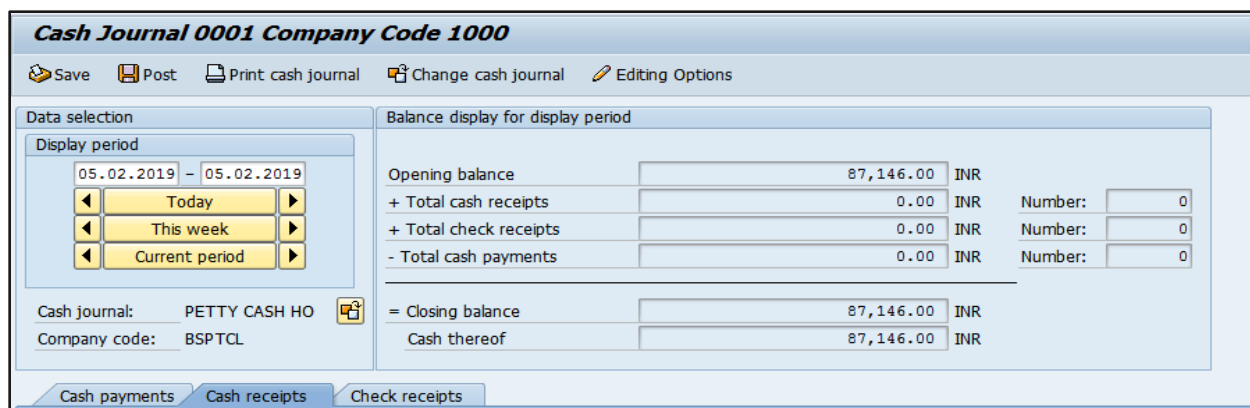 Cash Journal 0001 Company Code 1000
Save Post Print cash journal Change cash journal Editing Options
Data selection
Display period
05.02.2019 - 05.02.2019
Today
This week
Current period
Cash journal: PETTY CASH HO
Company code: BSPTCL
Balance display for display period
Opening balance 87,146.00 INR
+ Total cash receipts 0.00 INR Number: 0
+ Total check receipts 0.00 INR Number: 0
- Total cash payments 0.00 INR Number: 0
= Closing balance 87,146.00 INR
Cash thereof 87,146.00 INR
Cash payments Cash receipts Check receipts